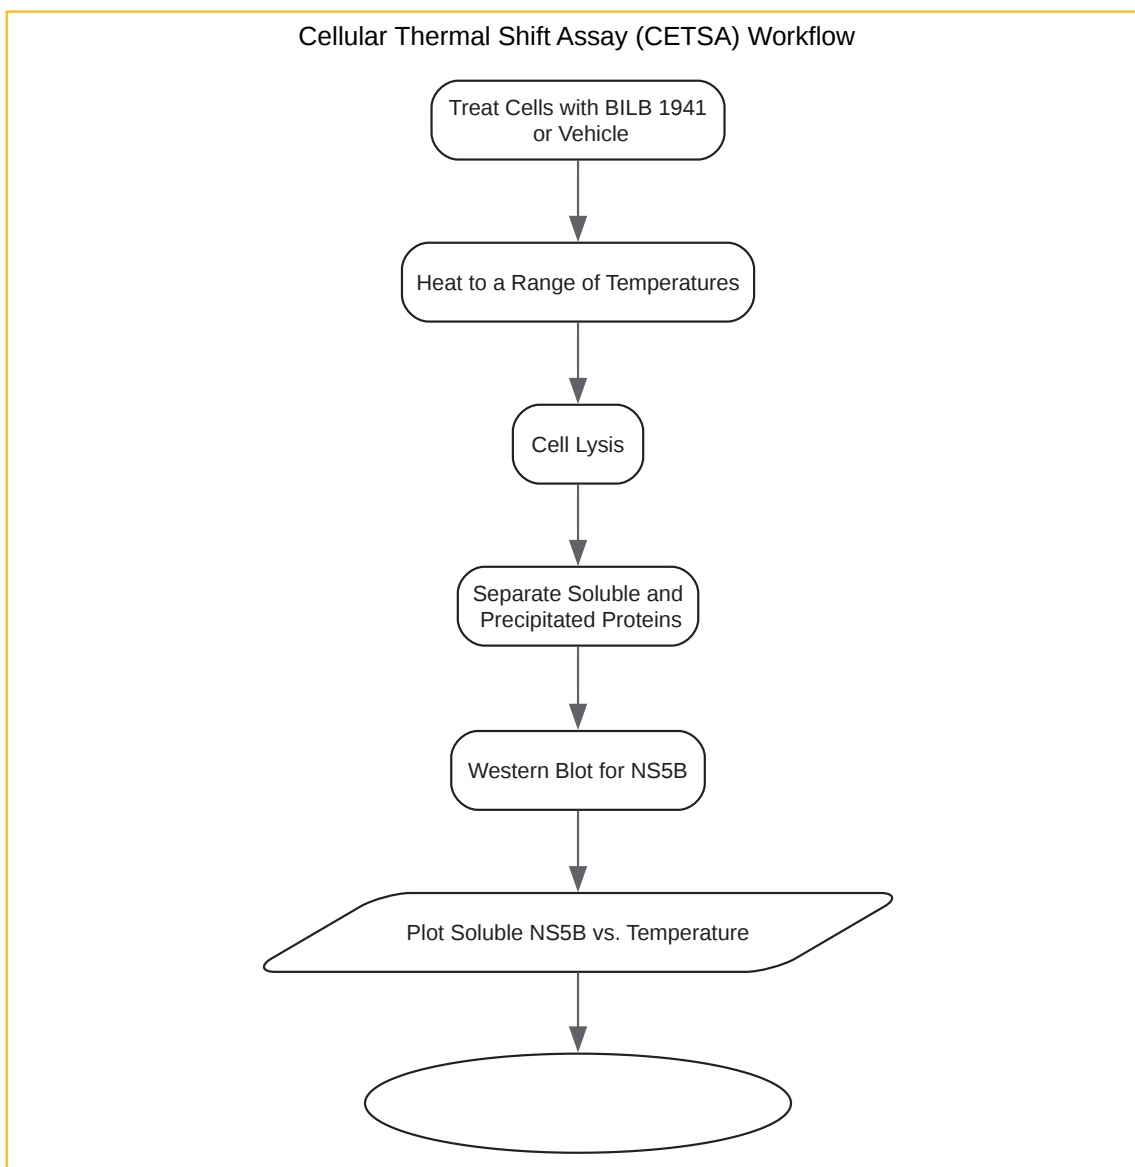 Cellular Thermal Shift Assay (CETSA) Workflow
Treat Cells with BILB 1941
or Vehicle
Heat to a Range of Temperatures
Cell Lysis
Separate Soluble and
Precipitated Proteins
Western Blot for NS5B
Plot Soluble NS5B vs. Temperature